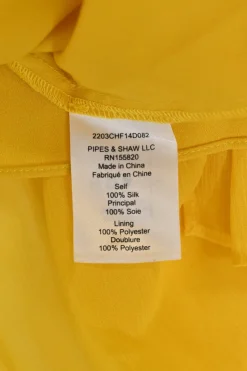 2203CHF14D082
PIPES & SHAW LLC
RN155820
Made in China
Fabriqué en Chine
Self
100% Silk
Principal
100% Soie
Lining
100% Polyester
Doublure
100% Polyester